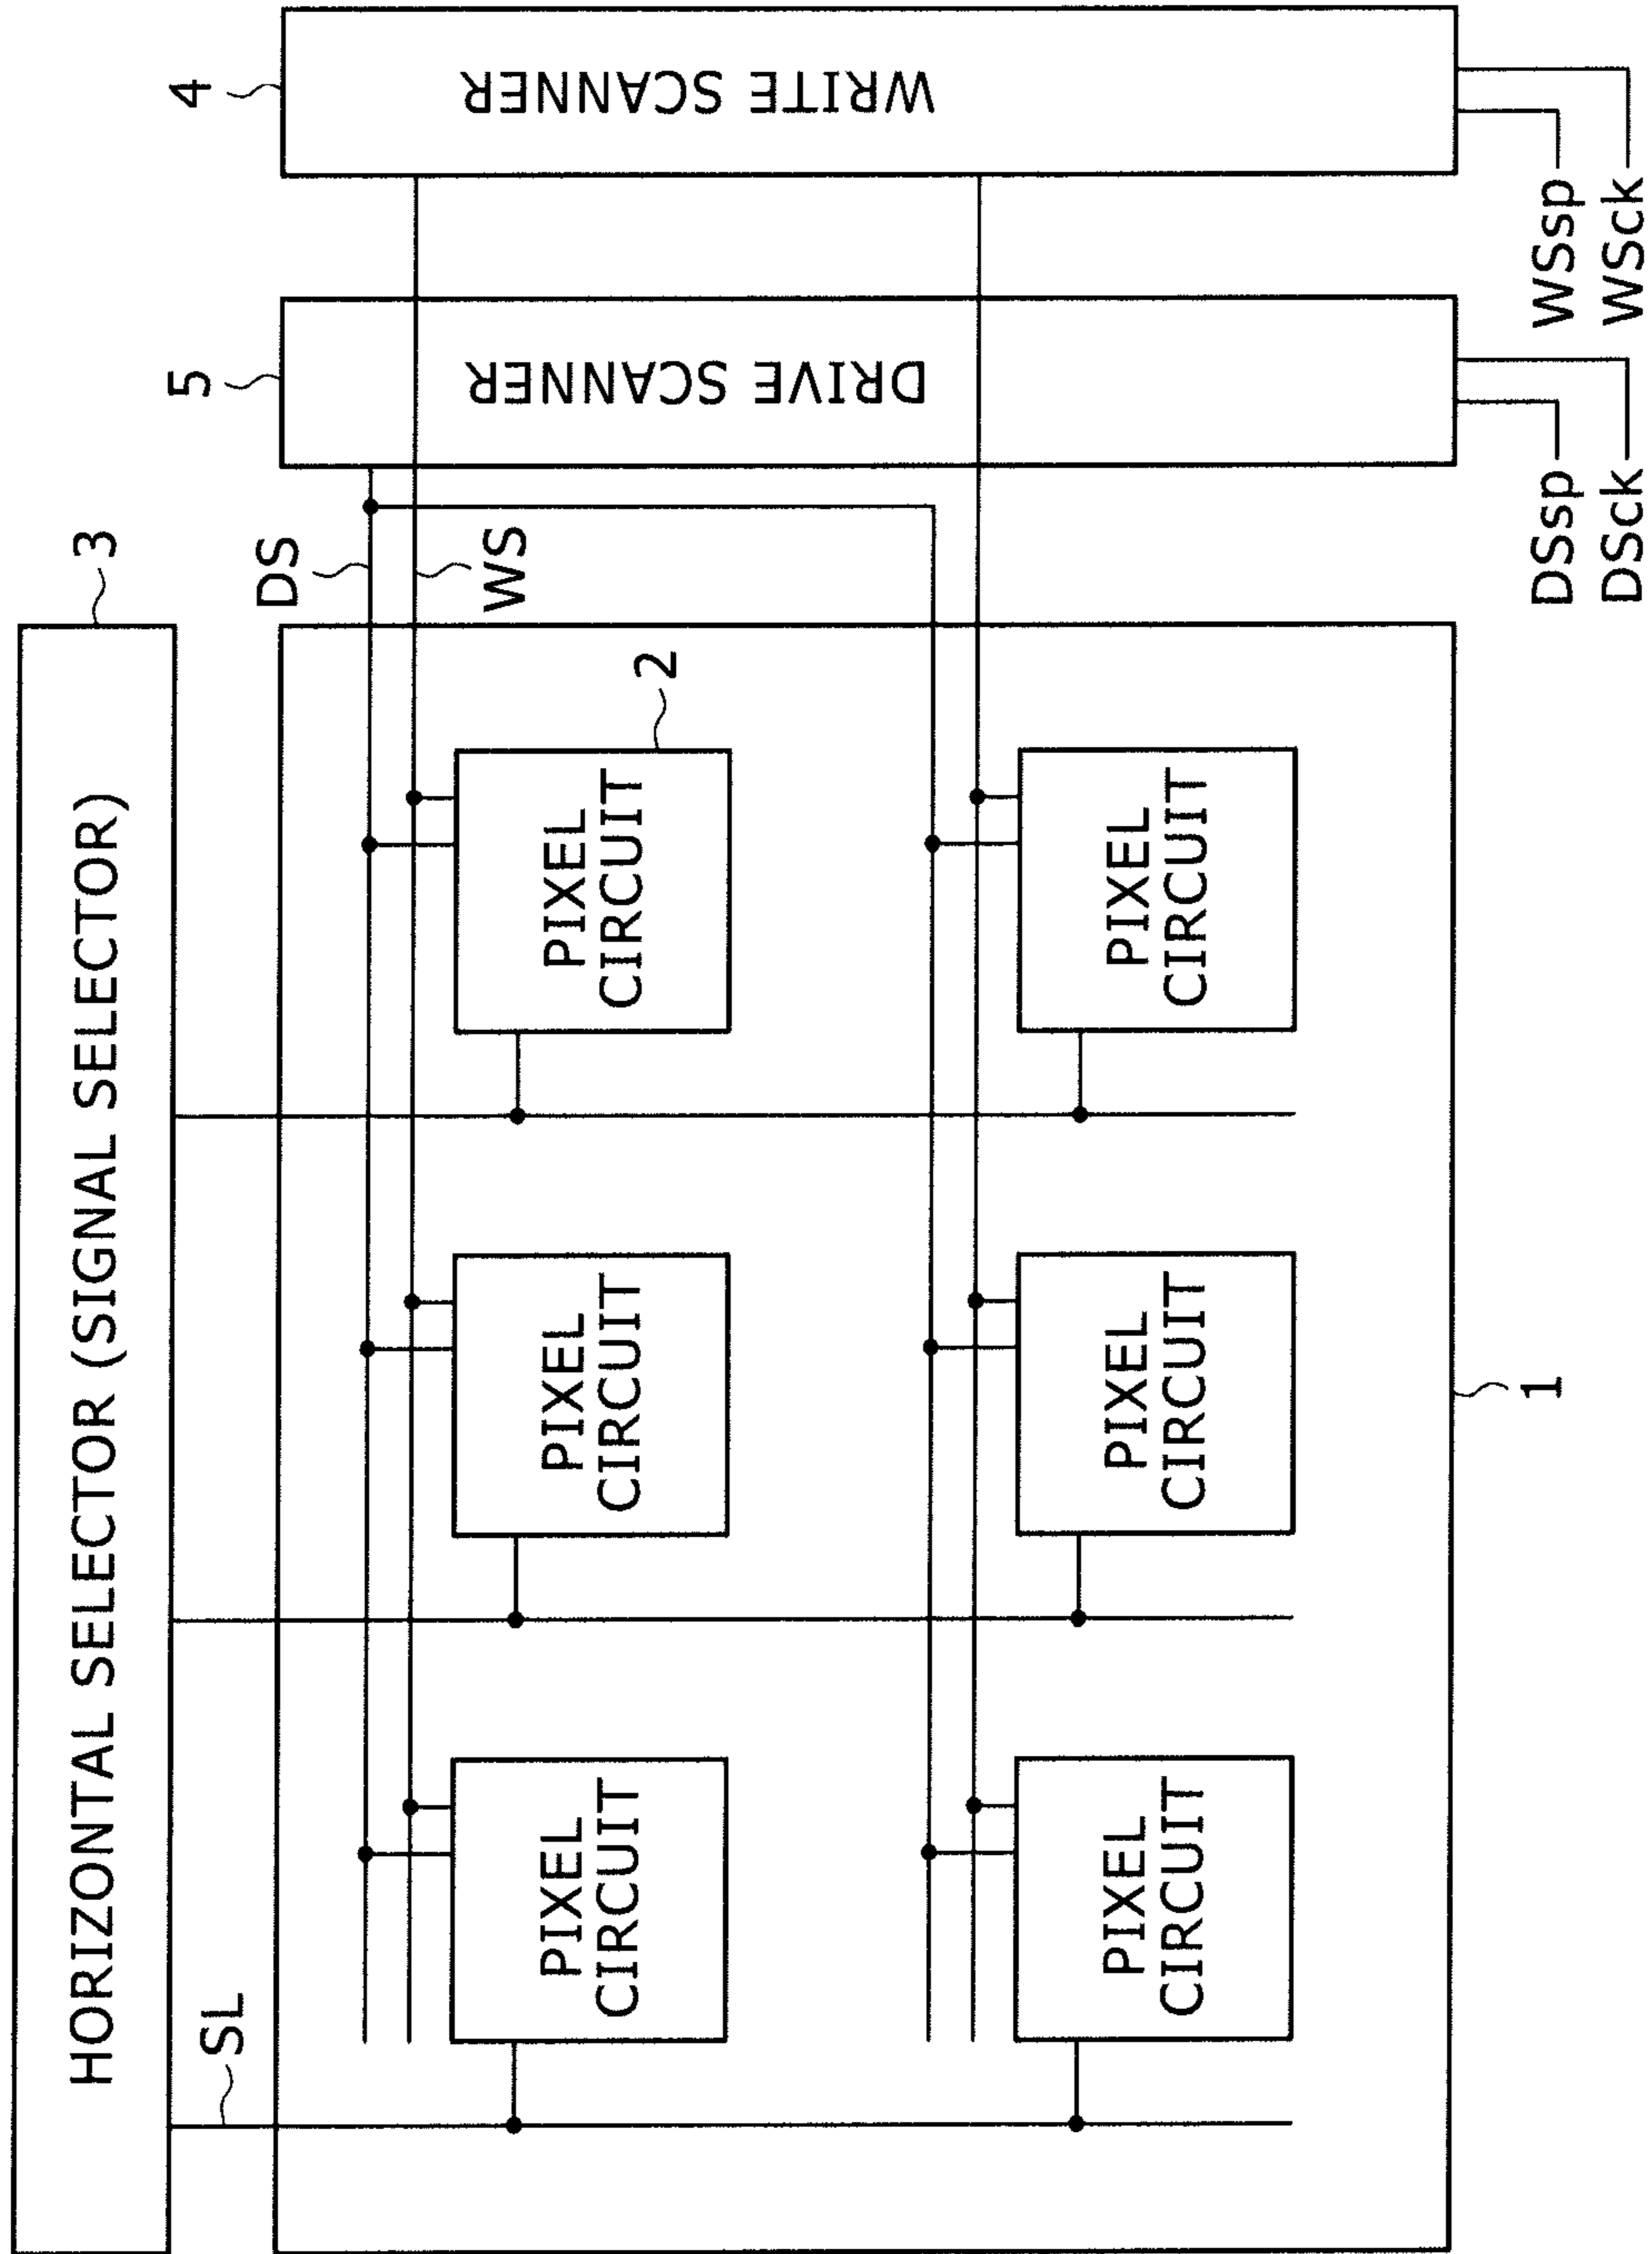 HORIZONTAL SELECTOR (SIGNAL SELECTOR)
3
SL
5
4
DS
WS
DRIVE SCANNER
WRITE SCANNER
PIXEL
CIRCUIT
PIXEL
CIRCUIT
PIXEL
CIRCUIT
2
PIXEL
CIRCUIT
PIXEL
CIRCUIT
PIXEL
CIRCUIT
1
DSsp
DSck
WSsp
WSck